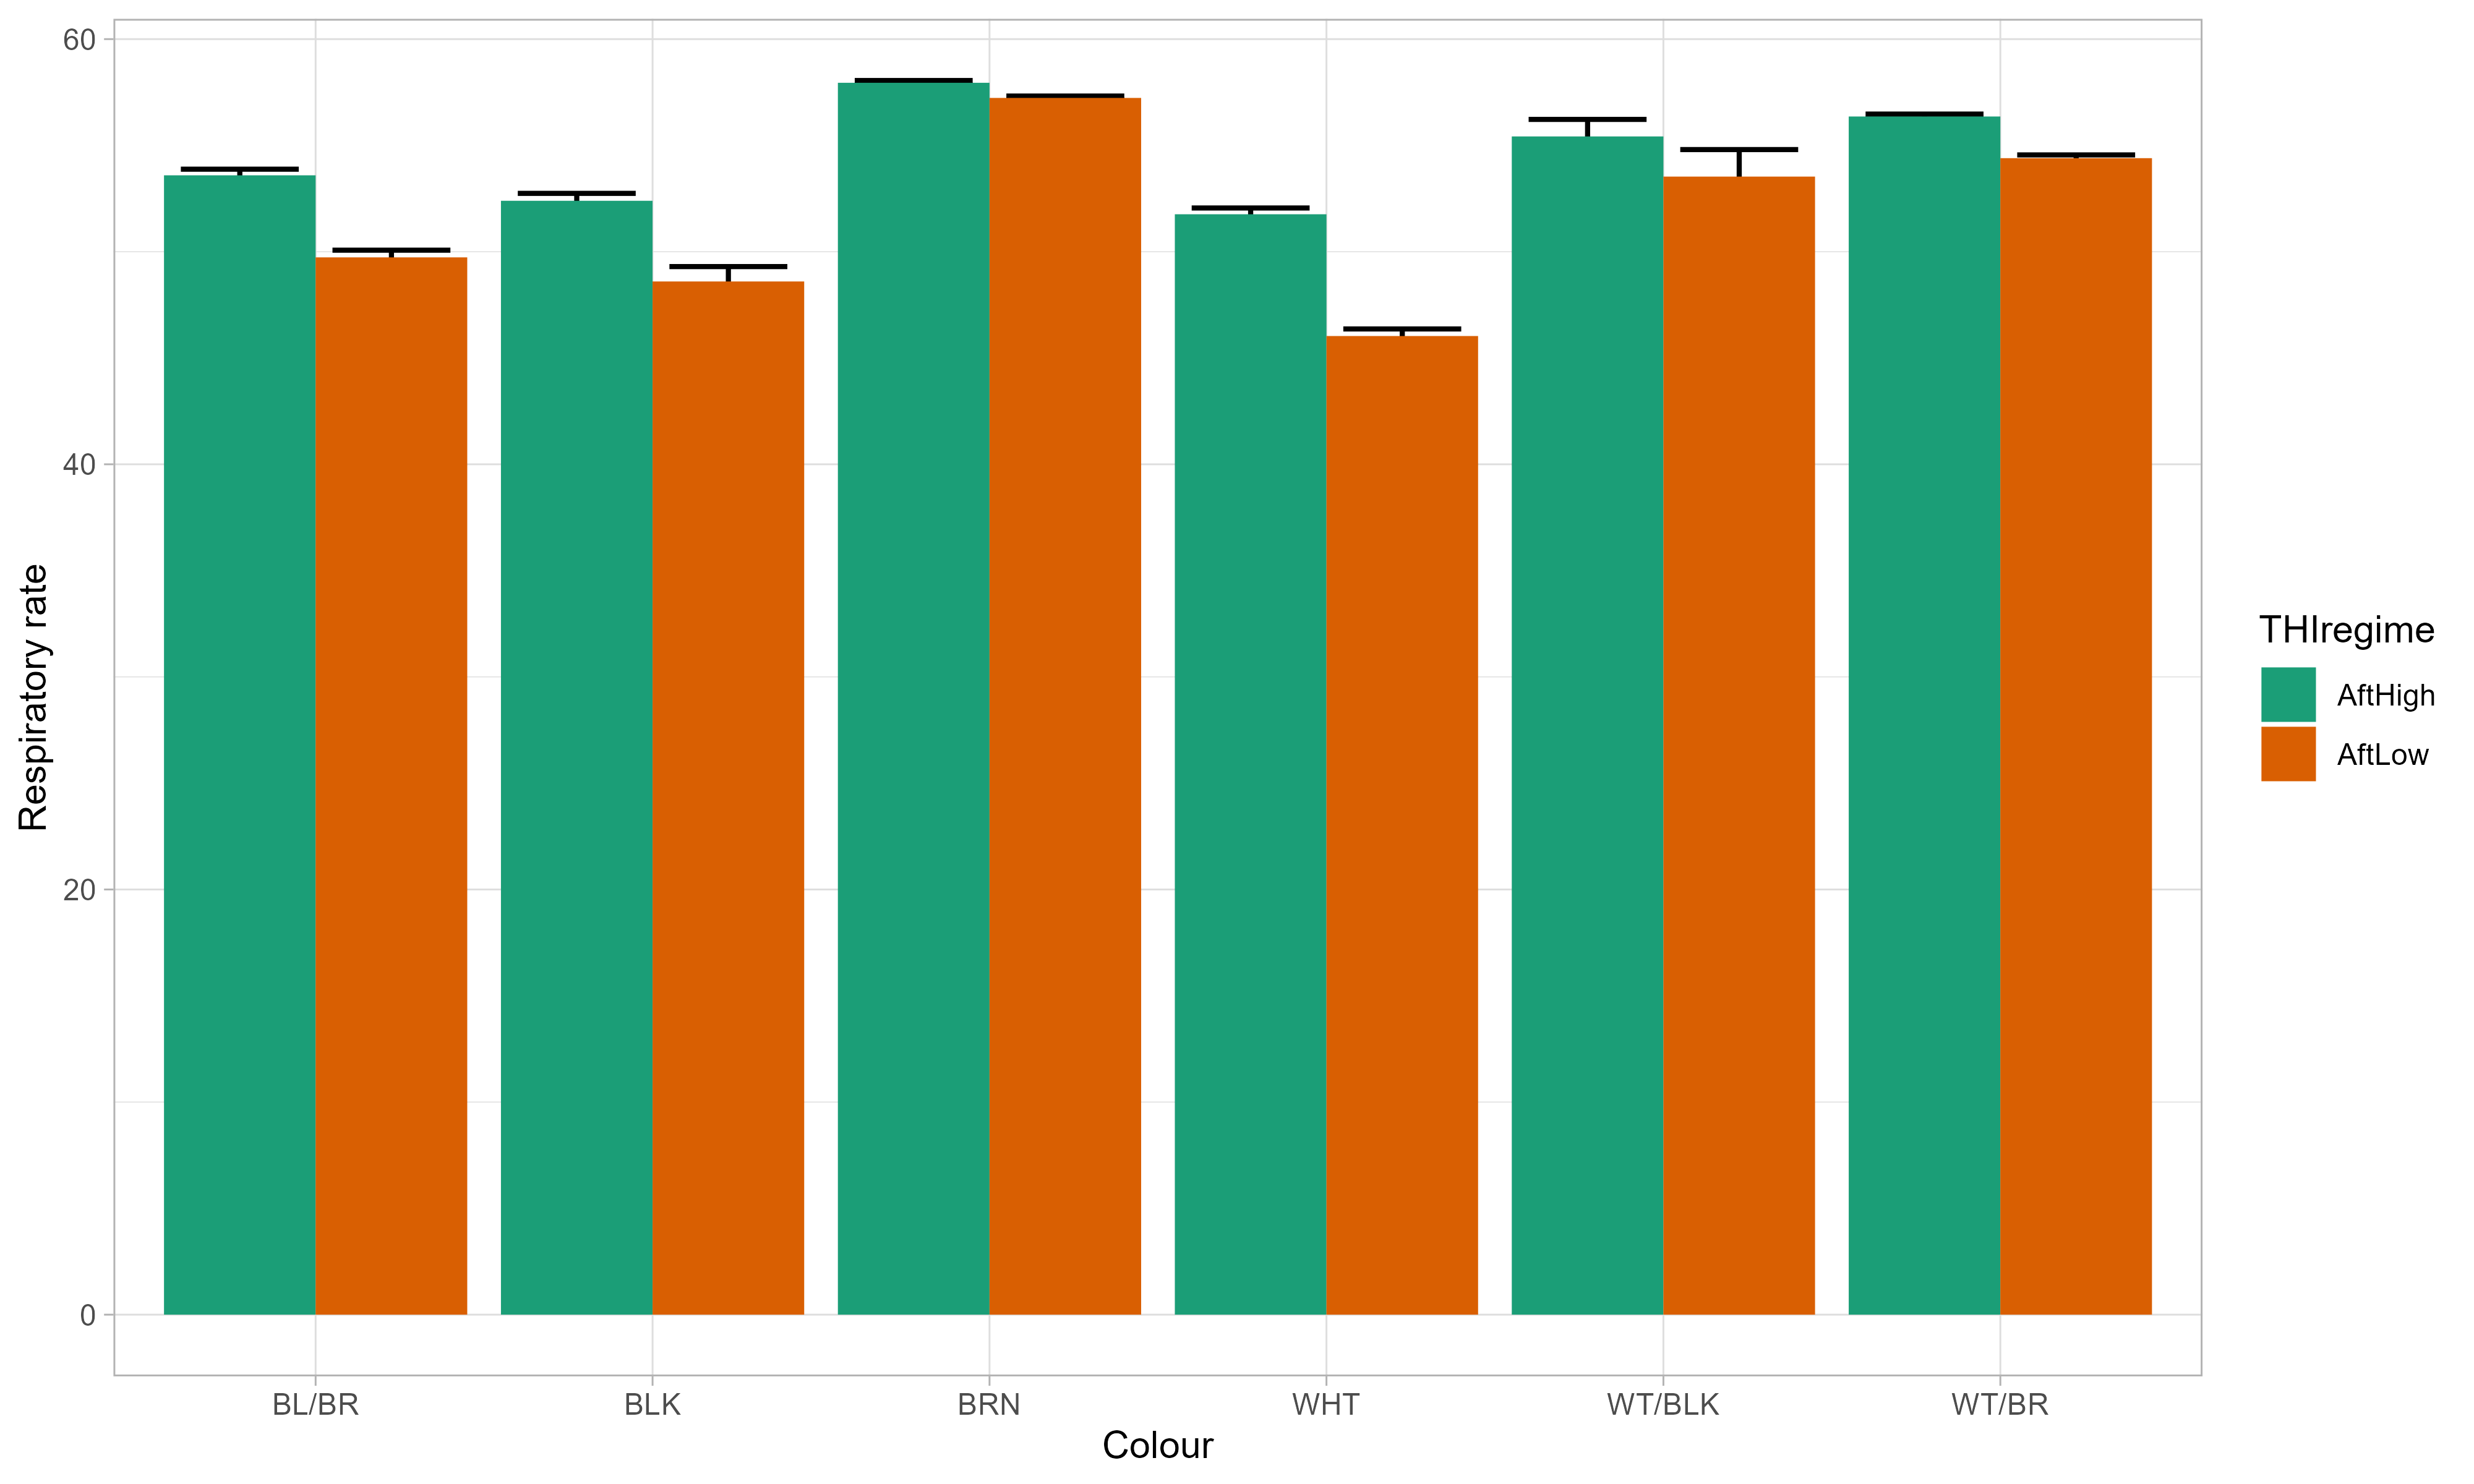 60
40
20
0
Respiratory rate
BL/BR
BLK
BRN
WHT
WT/BLK
WT/BR
Colour
THIregime
AftHigh
AftLow